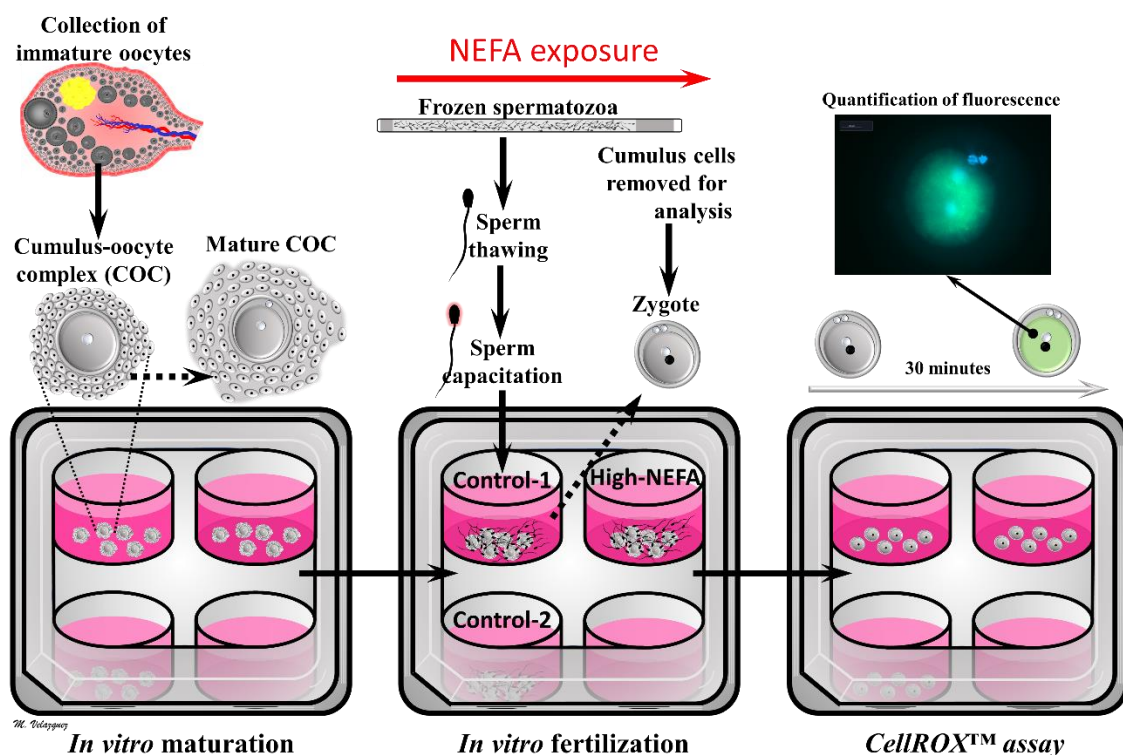 Collection of
immature oocytes
Cumulus-oocyte
complex (COC)
Mature COC
NEFA exposure
Frozen spermatozoa
Sperm
thawing
Sperm
capacitation
Cumulus cells
removed for
analysis
Zygote
Quantification of fluorescence
30 minutes
Control-1
High-NEFA
Control-2
M. Velazquez
In vitro maturation
In vitro fertilization
CellROX™ assay